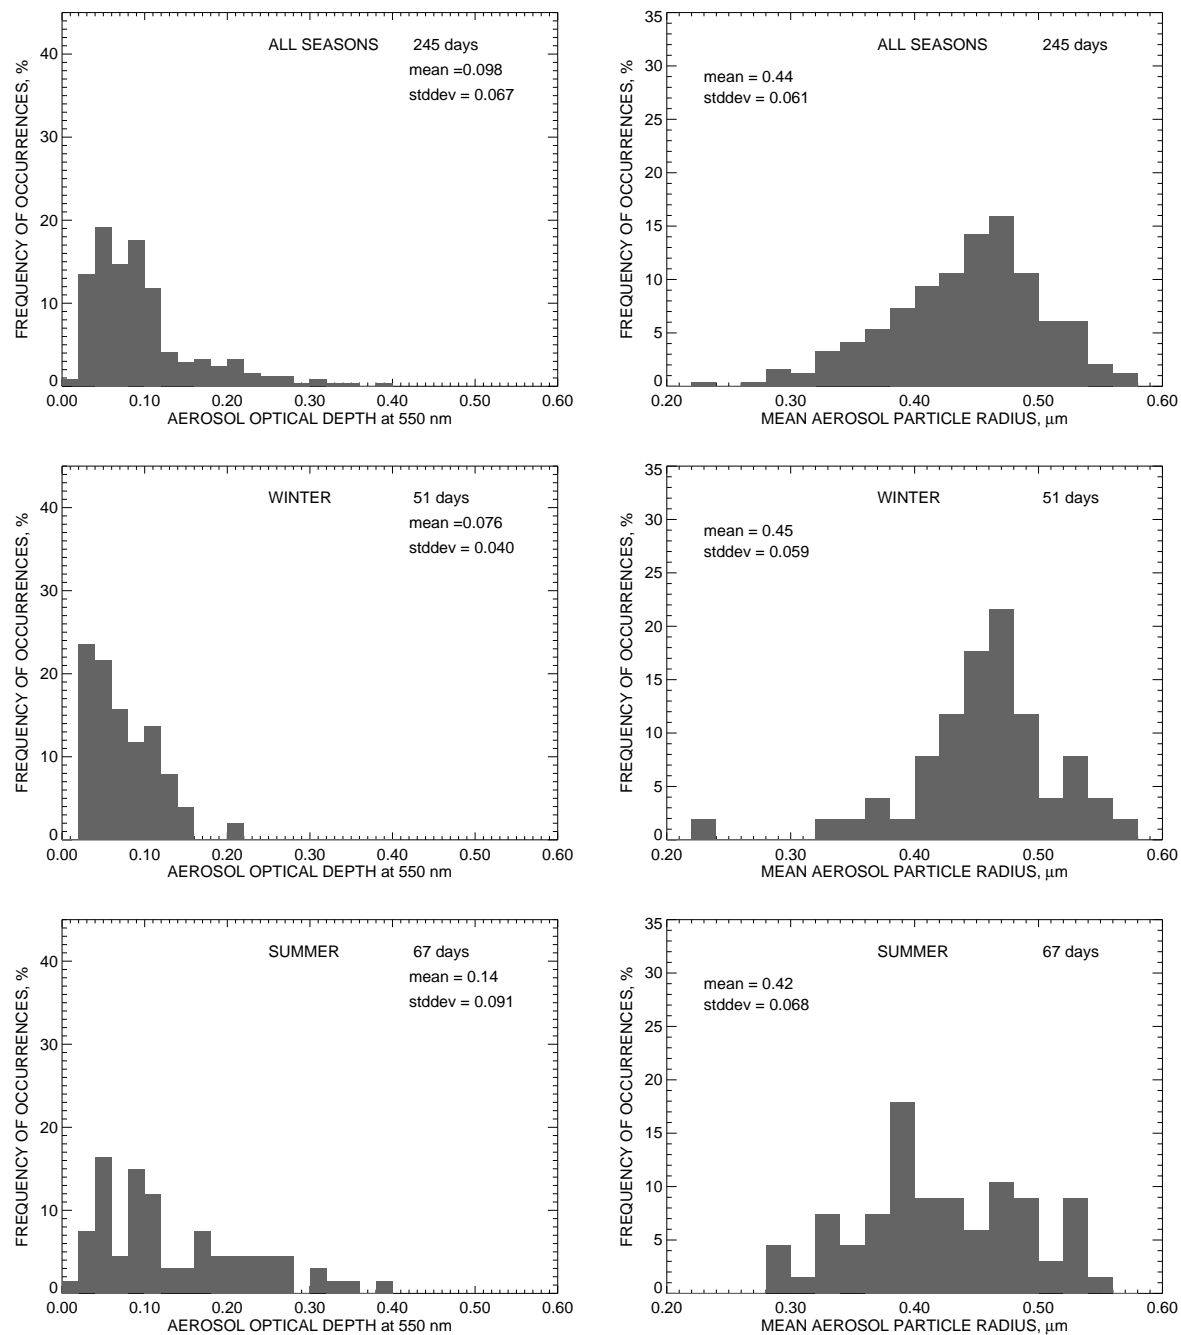 ALL SEASONS 245 days
mean =0.098
stddev = 0.067
FREQUENCY OF OCCURRENCES, %
40
30
20
10
0
0.00 0.10 0.20 0.30 0.40 0.50 0.60
AEROSOL OPTICAL DEPTH at 550 nm
ALL SEASONS 245 days
mean = 0.44
stddev = 0.061
FREQUENCY OF OCCURRENCES, %
35
30
25
20
15
10
5
0
0.20 0.30 0.40 0.50 0.60
MEAN AEROSOL PARTICLE RADIUS, μm
WINTER 51 days
mean =0.076
stddev = 0.040
FREQUENCY OF OCCURRENCES, %
40
30
20
10
0
0.00 0.10 0.20 0.30 0.40 0.50 0.60
AEROSOL OPTICAL DEPTH at 550 nm
WINTER 51 days
mean = 0.45
stddev = 0.059
FREQUENCY OF OCCURRENCES, %
35
30
25
20
15
10
5
0
0.20 0.30 0.40 0.50 0.60
MEAN AEROSOL PARTICLE RADIUS, μm
SUMMER 67 days
mean = 0.14
stddev = 0.091
FREQUENCY OF OCCURRENCES, %
40
30
20
10
0
0.00 0.10 0.20 0.30 0.40 0.50 0.60
AEROSOL OPTICAL DEPTH at 550 nm
SUMMER 67 days
mean = 0.42
stddev = 0.068
FREQUENCY OF OCCURRENCES, %
35
30
25
20
15
10
5
0
0.20 0.30 0.40 0.50 0.60
MEAN AEROSOL PARTICLE RADIUS, μm